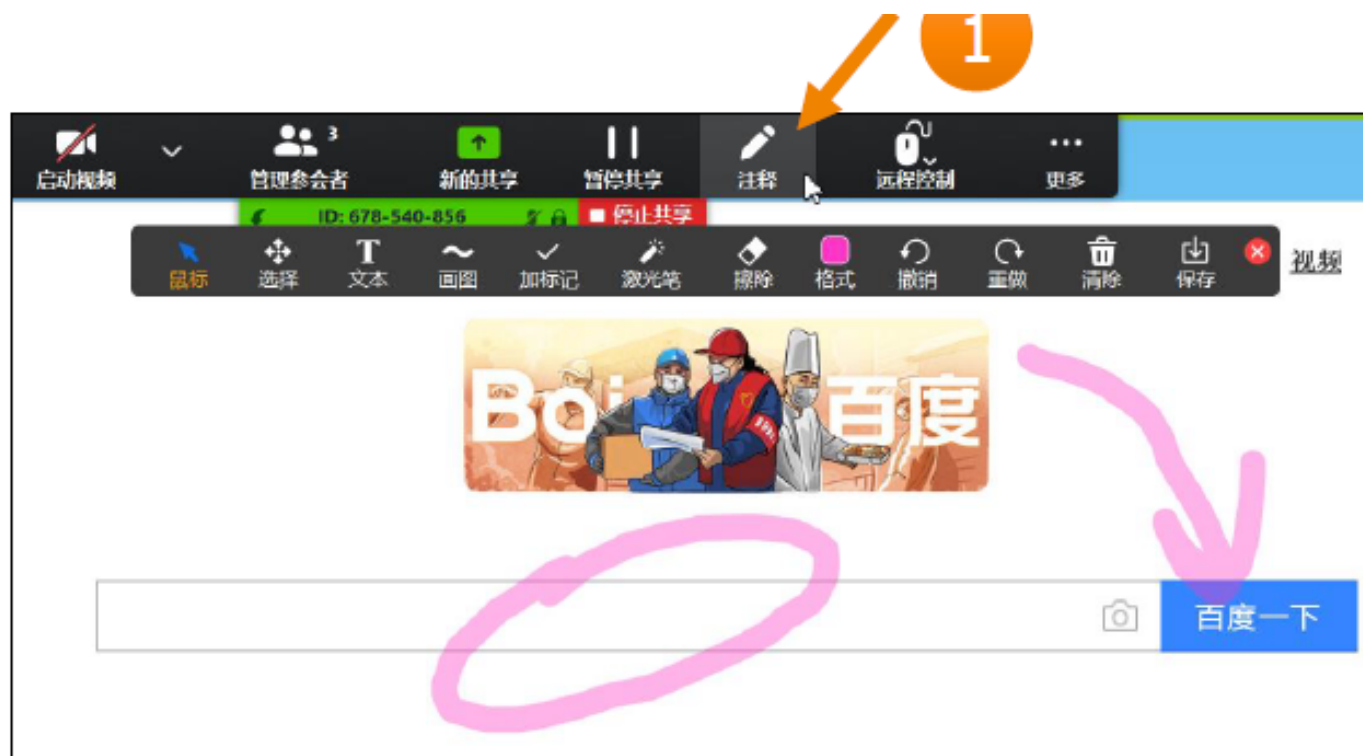 1
3
启动视频 管理参会者 新的共享 暂停共享 注释 远程控制 更多
ID: 678-540-856 停止共享
鼠标 选择 文本 画图 加标记 激光笔 擦除 格式 撤销 重做 清除 保存 视频
Bai 百度
百度一下